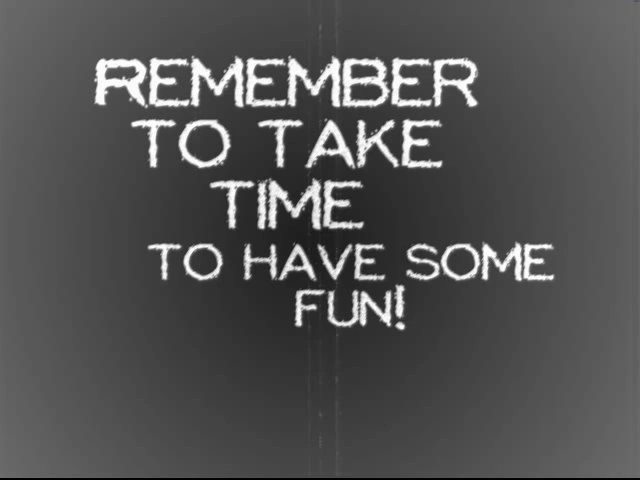 REMEMBER
TO TAKE
TIME
TO HAVE SOME
FUN!